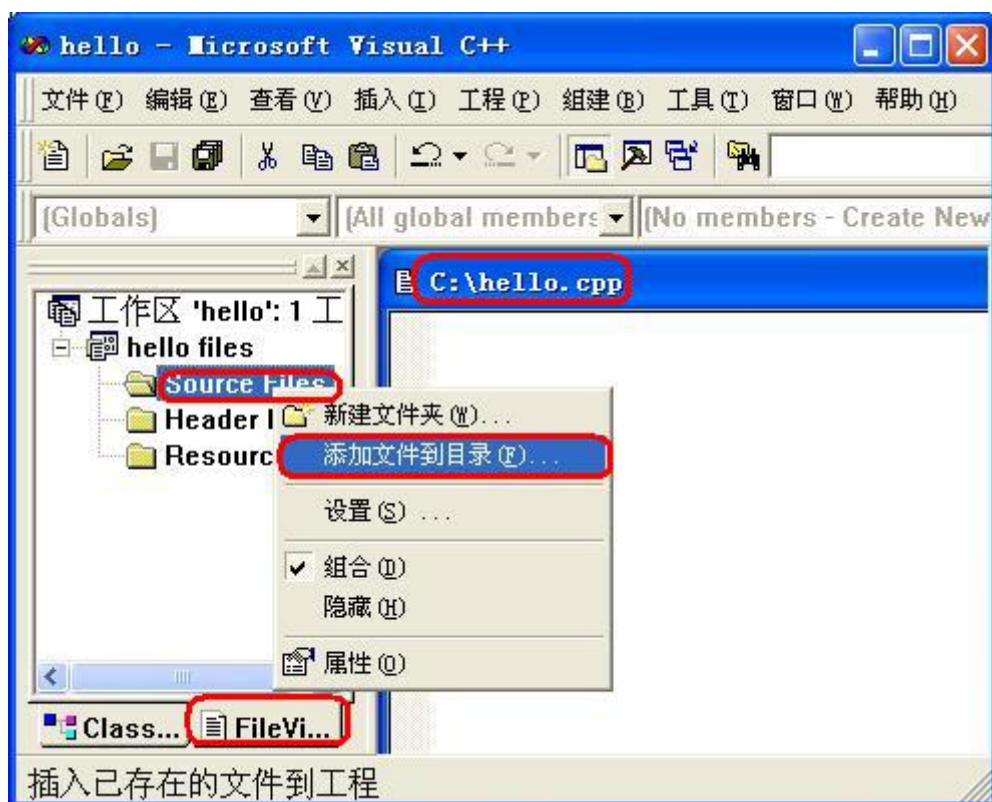 hello - Microsoft Visual C++
文件(F) 编辑(E) 查看(V) 插入(I) 工程(P) 组建(B) 工具(T) 窗口(W) 帮助(H)
(Globals) (All global members (No members - Create New
C:\hello.cpp
工作区 'hello': 1 工
hello files
Source Files
Header
Resourc
新建文件夹(W)...
添加文件到目录(F)...
设置(S) ...
组合(D)
隐藏(H)
属性(O)
Class... FileVi...
插入已存在的文件到工程